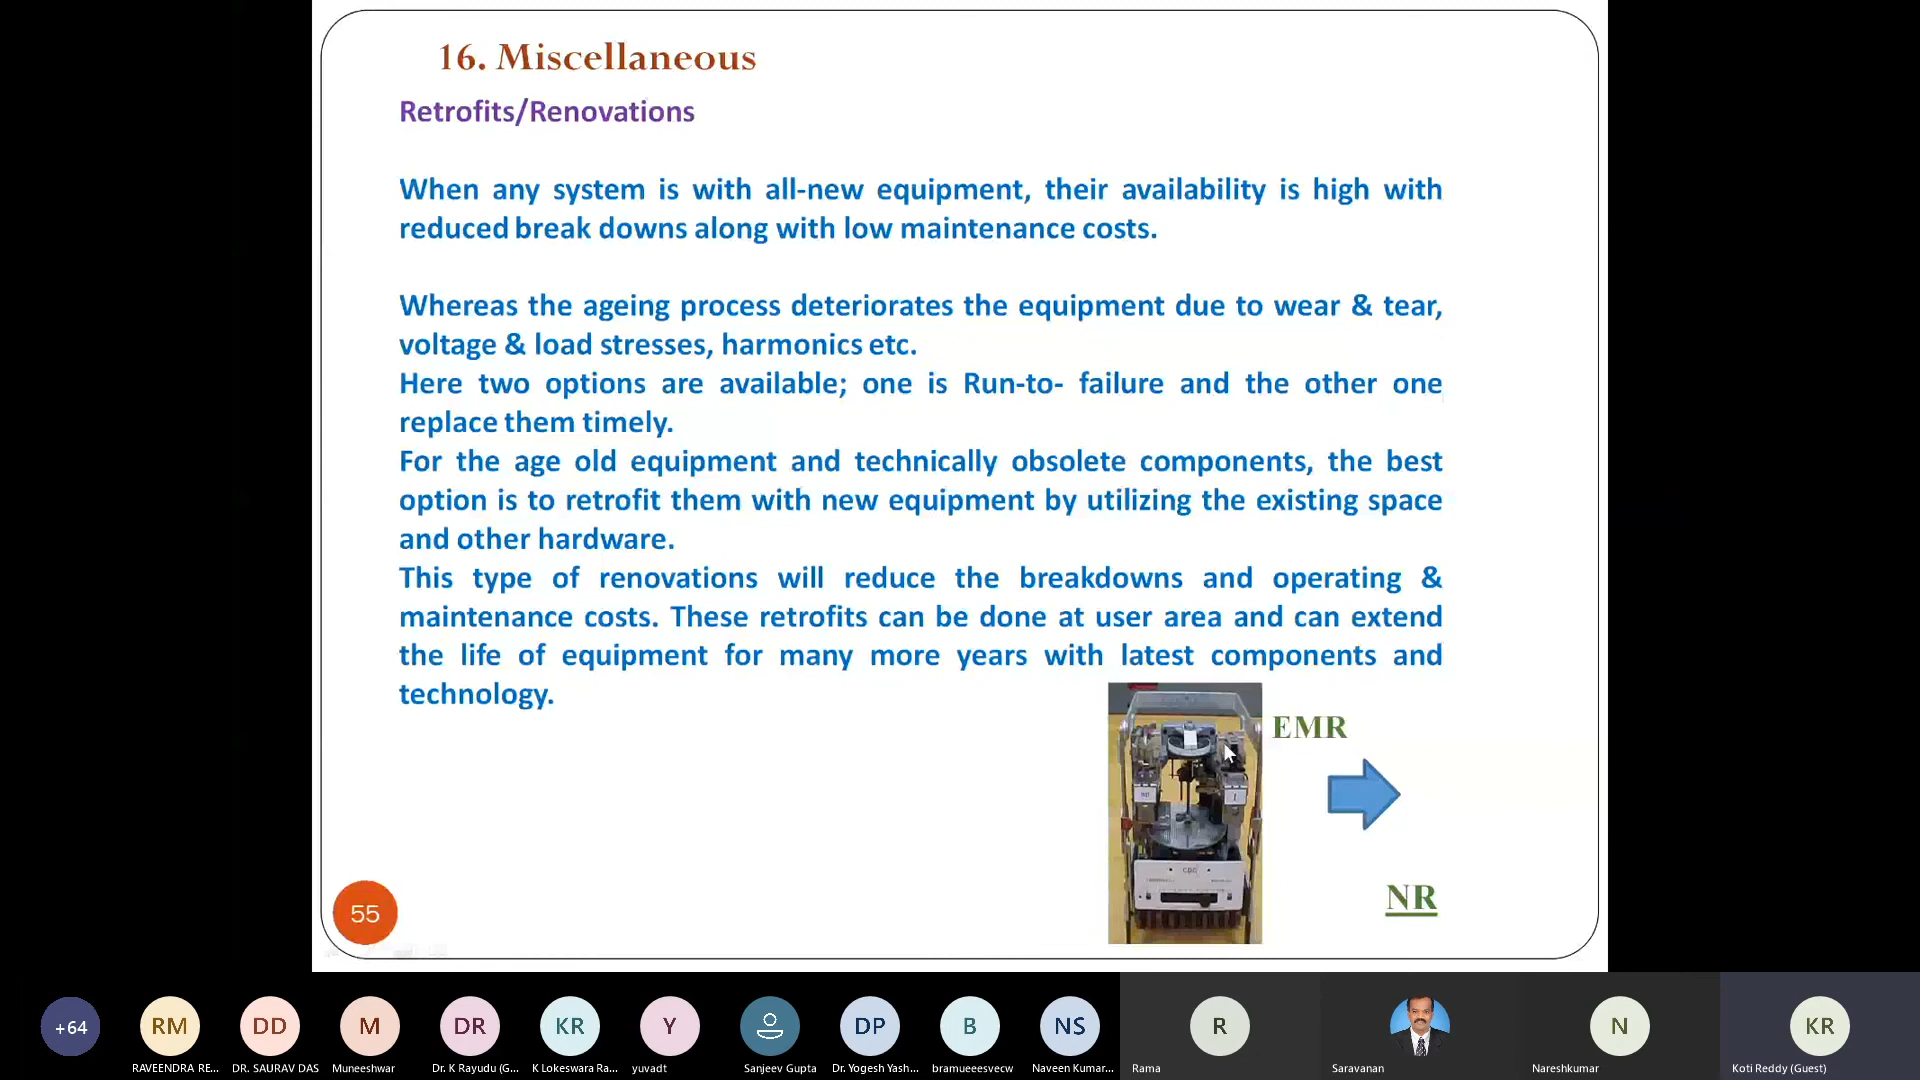 16. Miscellaneous
Retrofits/Renovations
When any system is with all-new equipment, their availability is high with
reduced break downs along with low maintenance costs.
Whereas the ageing process deteriorates the equipment due to wear & tear,
voltage & load stresses, harmonics etc.
Here two options are available; one is Run-to- failure and the other one
replace them timely.
For the age old equipment and technically obsolete components, the best
option is to retrofit them with new equipment by utilizing the existing space
and other hardware.
This type of renovations will reduce the breakdowns and operating &
maintenance costs. These retrofits can be done at user area and can extend
the life of equipment for many more years with latest components and
technology.
EMR
NR
55
+64
RM
DD
M
DR
KR
Y
DP
B
NS
R
N
KR
RAVEENDRA RE...
DR. SAURAV DAS
Muneeshwar
Dr. K Rayudu (G...
K Lokeswara Ra...
yuvadt
Sanjeev Gupta
Dr. Yogesh Yash...
bramueeesvecw
Naveen Kumar...
Rama
Saravanan
Nareshkumar
Koti Reddy (Guest)